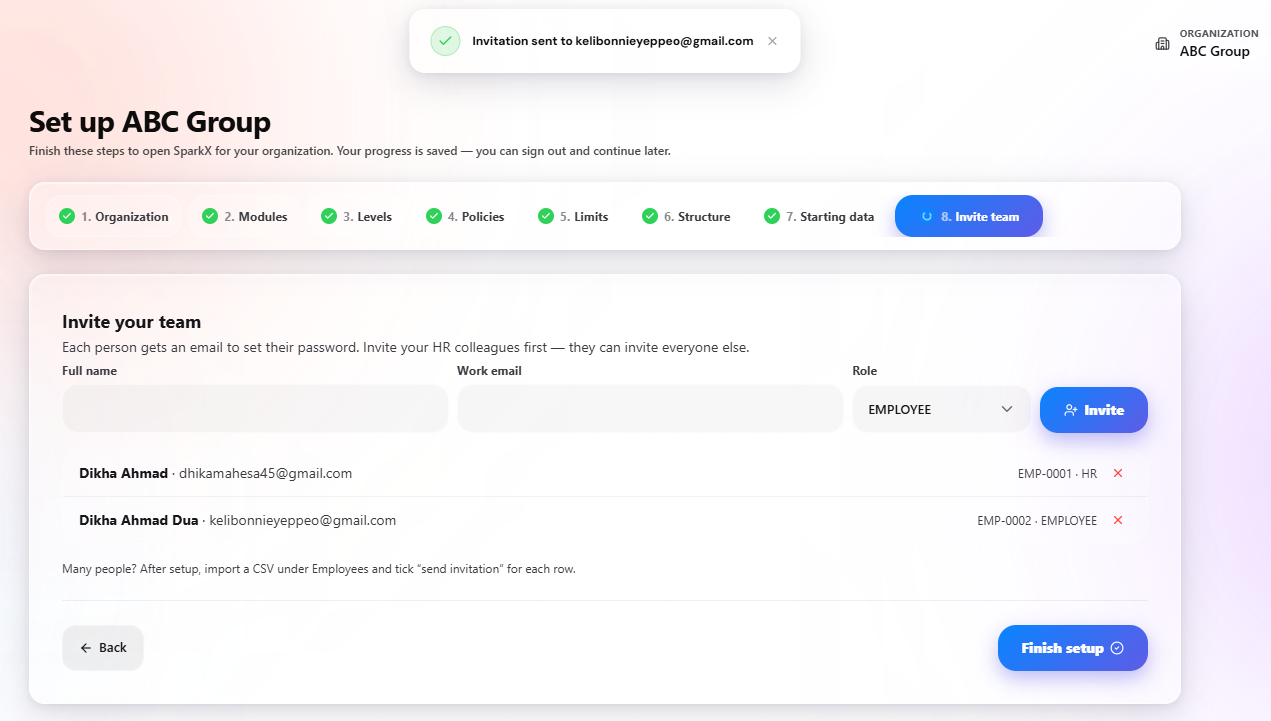 Invitation sent to kelibonnieyeppeo@gmail.com
ORGANIZATION
ABC Group
Set up ABC Group
Finish these steps to open SparkX for your organization. Your progress is saved — you can sign out and continue later.
1. Organization
2. Modules
3. Levels
4. Policies
5. Limits
6. Structure
7. Starting data
8. Invite team
Invite your team
Each person gets an email to set their password. Invite your HR colleagues first — they can invite everyone else.
Full name
Work email
Role
EMPLOYEE
Invite
Dikha Ahmad · dhikamahesa45@gmail.com
EMP-0001 · HR
Dikha Ahmad Dua · kelibonnieyeppeo@gmail.com
EMP-0002 · EMPLOYEE
Many people? After setup, import a CSV under Employees and tick “send invitation” for each row.
Back
Finish setup